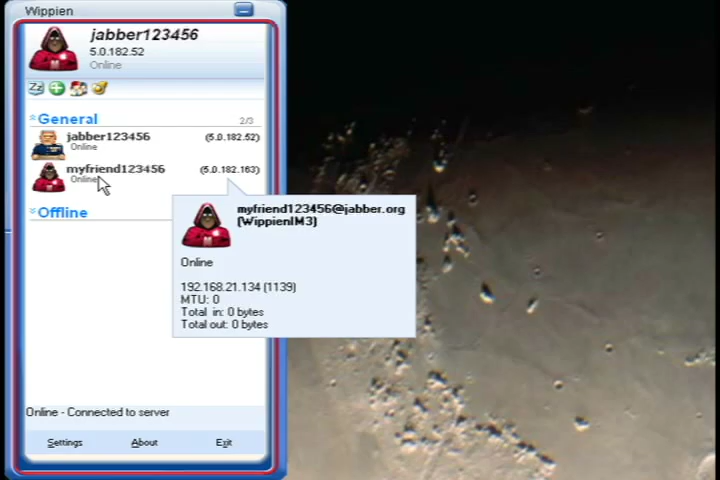 Wippien
jabber123456
5.0.182.52
Online
Zz
General 2/3
jabber123456 (5.0.182.52)
Online
myfriend123456 (5.0.182.163)
Online
Offline
myfriend123456@jabber.org
(WippienIM3)
Online
192.168.21.134 (1139)
MTU: 0
Total in: 0 bytes
Total out: 0 bytes
Online - Connected to server
Settings About Exit